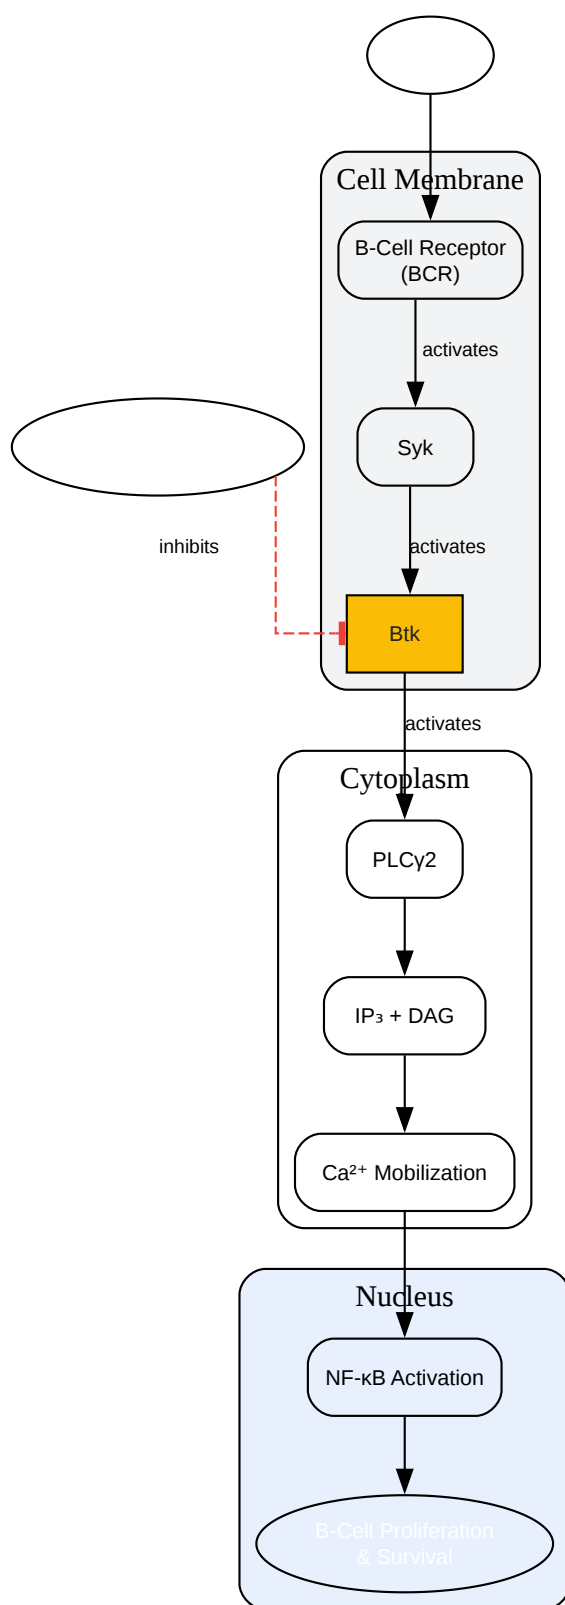 Cell Membrane
B-Cell Receptor
(BCR)
activates
Syk
inhibits
activates
Btk
activates
Cytoplasm
PLCγ2
IP₃ + DAG
Ca²⁺ Mobilization
Nucleus
NF-κB Activation
B-Cell Proliferation
& Survival